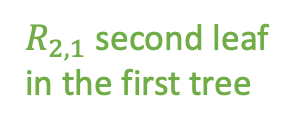 R₂,₁ second leaf
in the first tree